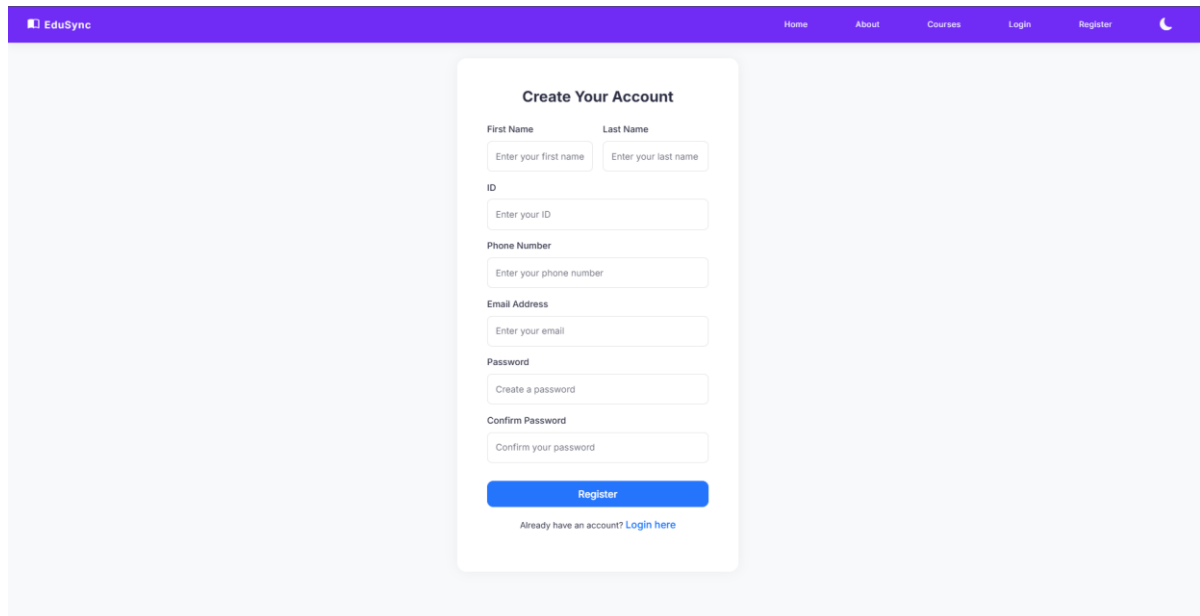 EduSync
Home About Courses Login Register
Create Your Account
First Name Last Name
Enter your first name Enter your last name
ID
Enter your ID
Phone Number
Enter your phone number
Email Address
Enter your email
Password
Create a password
Confirm Password
Confirm your password
Register
Already have an account? Login here